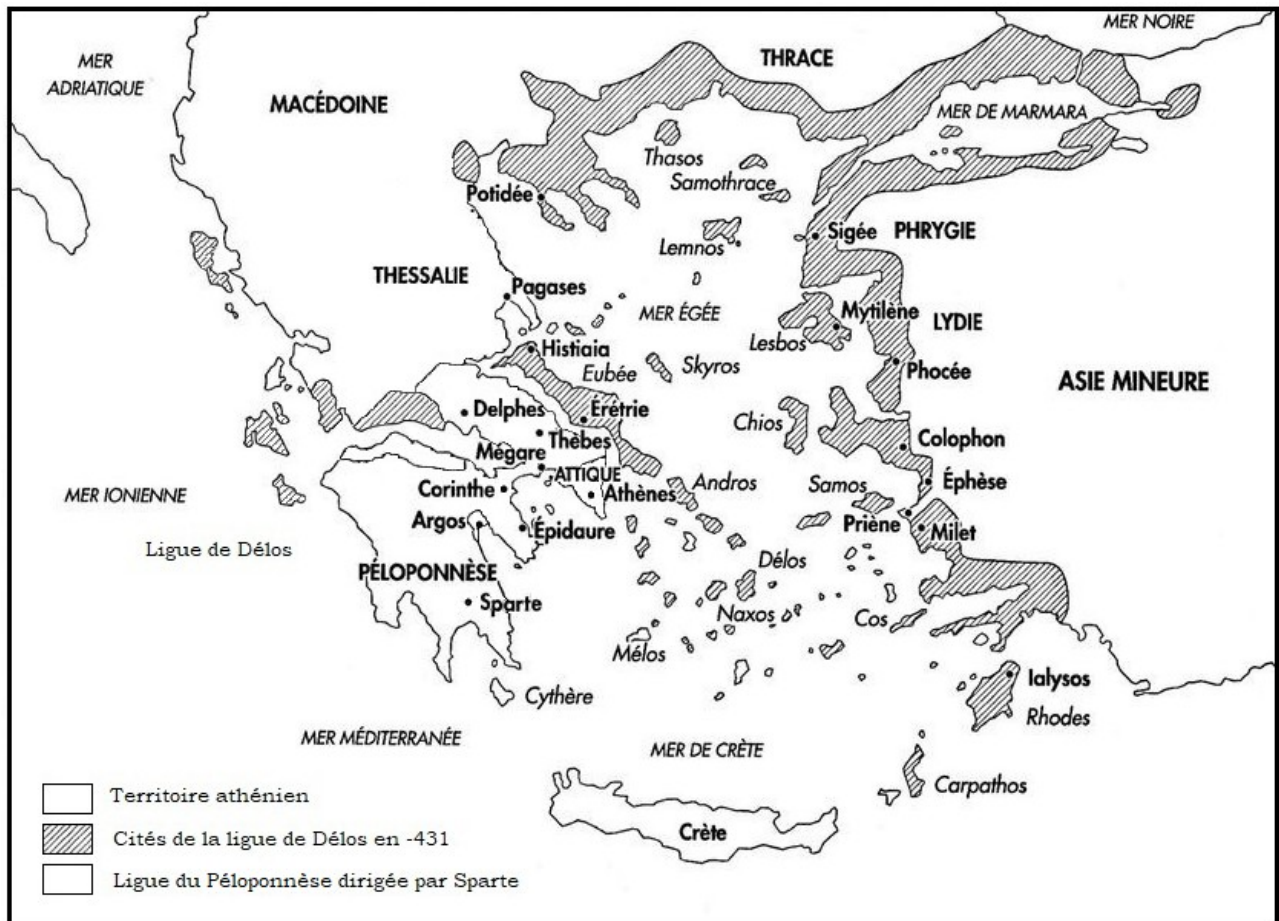 MER NOIRE
MER
ADRIATIQUE
THRACE
MACÉDOINE
MER DE MARMARA
Thasos
Samothrace
Potidée
Sigée
PHRYGIE
Lemnos
THESSALIE
Pagases
MER ÉGÉE
Mytilène
LYDIE
Lesbos
Histiaia
Skyros
Phocée
Eubée
ASIE MINEURE
Delphes
Érétrie
Chios
Thèbes
Colophon
Mégare
ATTIQUE
Andros
Samos
Éphèse
MER IONIENNE
Corinthe
Athènes
Priène
Argos
Épidaure
Milet
Ligue de Délos
Délos
PÉLOPONNÈSE
Sparte
Naxos
Cos
Mélos
Ialysos
Cythère
Rhodes
MER MÉDITERRANÉE
MER DE CRÈTE
Carpathos
Crète
Territoire athénien
Cités de la ligue de Délos en -431
Ligue du Péloponnèse dirigée par Sparte